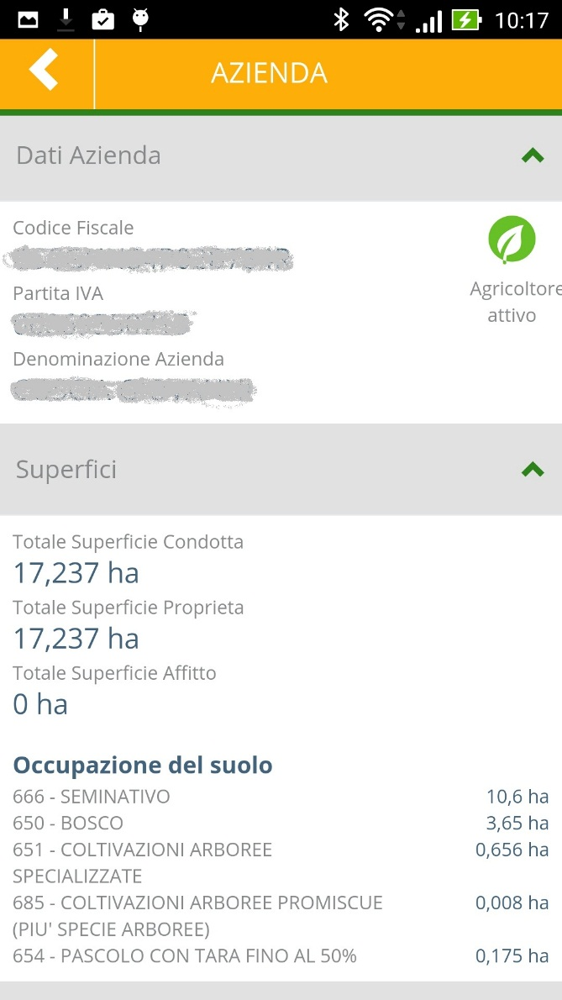 10:17
AZIENDA
Dati Azienda
Codice Fiscale
Partita IVA
Agricoltore
attivo
Denominazione Azienda
Superfici
Totale Superficie Condotta
17,237 ha
Totale Superficie Proprieta
17,237 ha
Totale Superficie Affitto
0 ha
Occupazione del suolo
666 - SEMINATIVO 10,6 ha
650 - BOSCO 3,65 ha
651 - COLTIVAZIONI ARBOREE 0,656 ha
SPECIALIZZATE
685 - COLTIVAZIONI ARBOREE PROMISCUE 0,008 ha
(PIU' SPECIE ARBOREE)
654 - PASCOLO CON TARA FINO AL 50% 0,175 ha